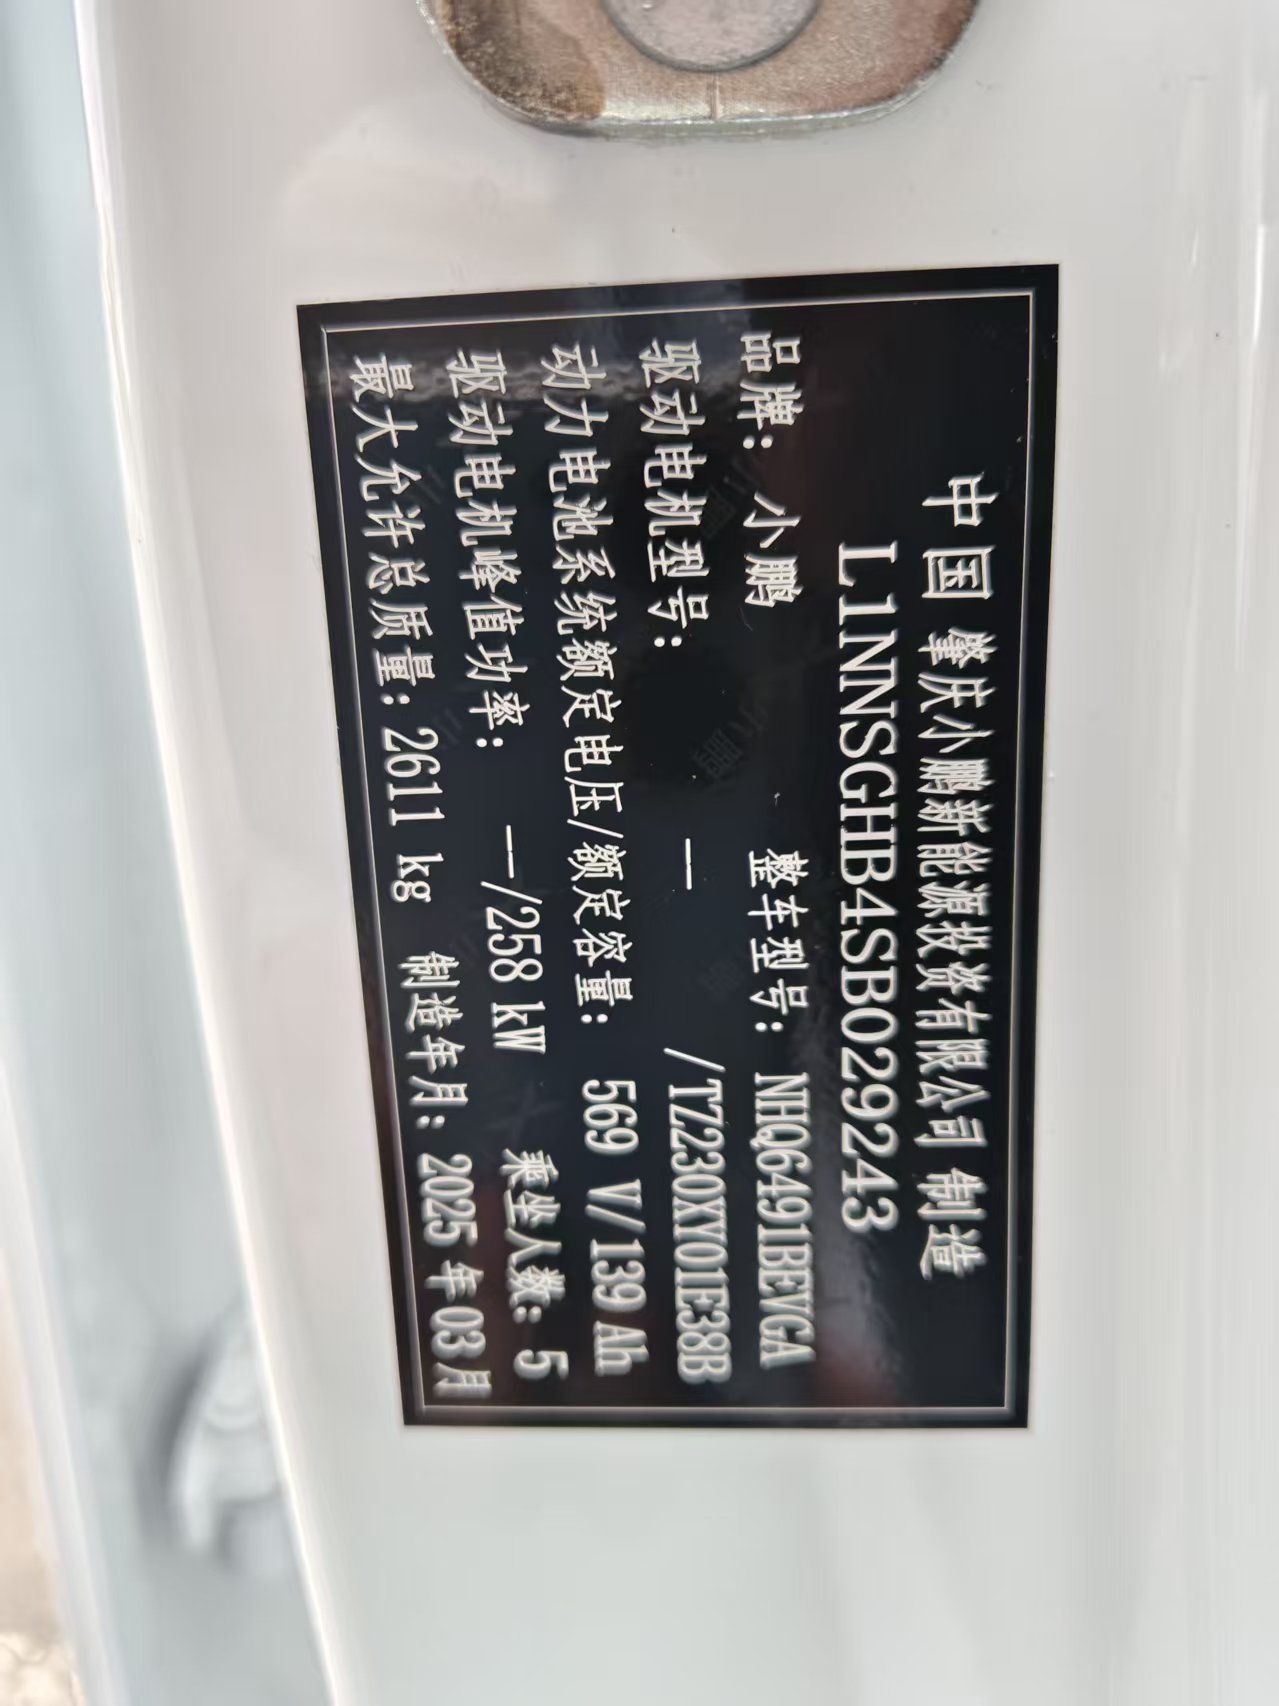 中国 肇庆小鹏新能源投资有限公司 制造
L1NNSGHB4SB029243
品牌: 小鹏 整车型号: NHQ6491BEVGA
驱动电机型号: — /TZ230XY01E38B
动力电池系统额定电压/额定容量: 569 V/139 Ah
驱动电机峰值功率: —/258 kW 乘坐人数: 5
最大允许总质量: 2611 kg 制造年月: 2025 年 03 月